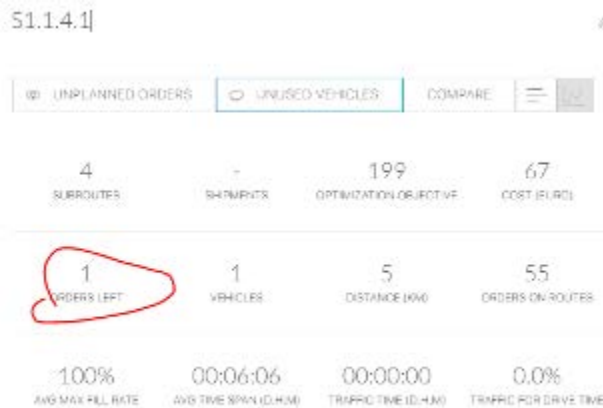 S1.1.4.1
UNPLANNED ORDERS UNUSED VEHICLES COMPARE
4 - 199 67
SUBROUTES SHIPMENTS OPTIMIZATION OBJECTIVE COST (EURO)
1 1 5 55
ORDERS LEFT VEHICLES DISTANCE (KM) ORDERS ON ROUTES
100% 00:06:06 00:00:00 0.0%
AVG MAX FILL RATE AVG TIME SPAN (D:H:M) TRAFFIC TIME (D:H:M) TRAFFIC FOR DRIVE TIME